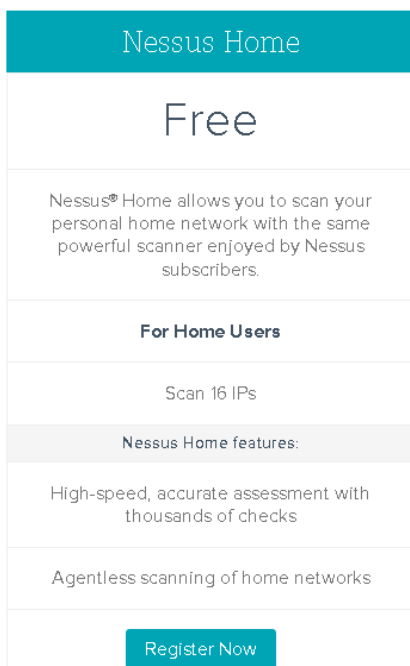 Nessus Home
Free
Nessus® Home allows you to scan your
personal home network with the same
powerful scanner enjoyed by Nessus
subscribers.
For Home Users
Scan 16 IPs
Nessus Home features:
High-speed, accurate assessment with
thousands of checks
Agentless scanning of home networks
Register Now